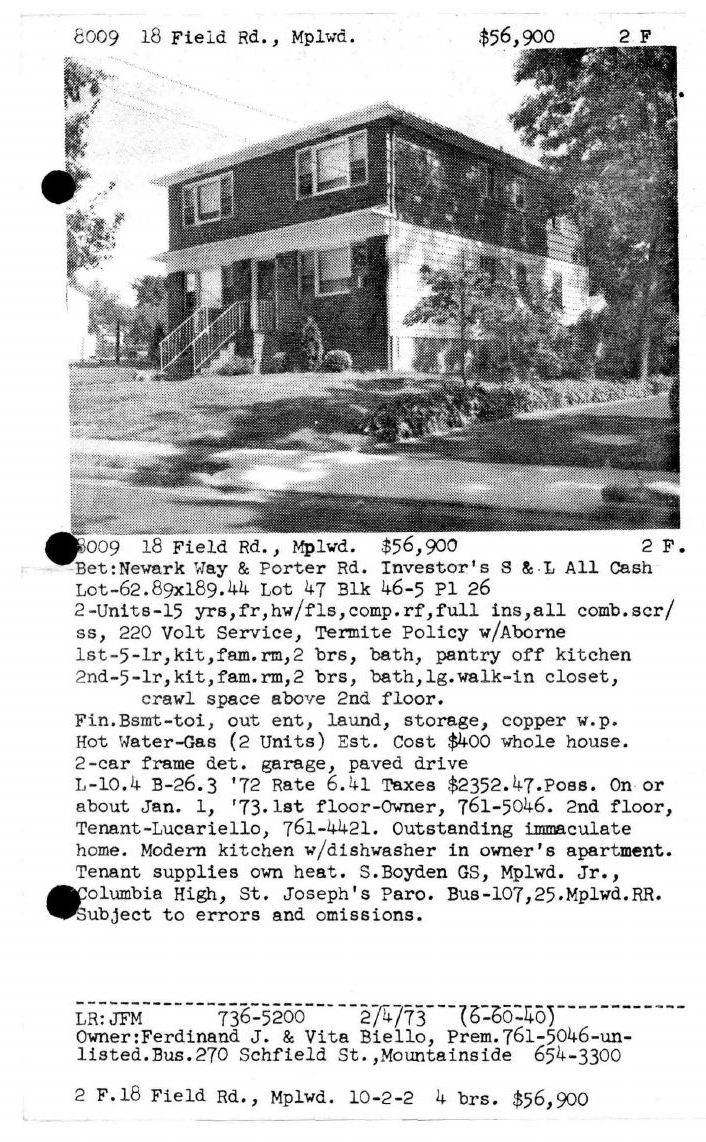 8009 18 Field Rd., Mplwd. $56,900 2 F
8009 18 Field Rd., Mplwd. $56,900 2 F.
Bet:Newark Way & Porter Rd. Investor's S & L All Cash
Lot-62.89x189.44 Lot 47 Blk 46-5 Pl 26
2-Units-15 yrs,fr,hw/fls,comp.rf,full ins,all comb.scr/
ss, 220 Volt Service, Termite Policy w/Aborne
1st-5-lr,kit,fam.rm,2 brs, bath, pantry off kitchen
2nd-5-lr,kit,fam.rm,2 brs, bath,lg.walk-in closet,
crawl space above 2nd floor.
Fin.Bsmt-toi, out ent, laund, storage, copper w.p.
Hot Water-Gas (2 Units) Est. Cost $400 whole house.
2-car frame det. garage, paved drive
L-10.4 B-26.3 '72 Rate 6.41 Taxes $2352.47.Poss. On or
about Jan. 1, '73.1st floor-Owner, 761-5046. 2nd floor,
Tenant-Lucariello, 761-4421. Outstanding immaculate
home. Modern kitchen w/dishwasher in owner's apartment.
Tenant supplies own heat. S.Boyden GS, Mplwd. Jr.,
Columbia High, St. Joseph's Paro. Bus-107,25.Mplwd.RR.
Subject to errors and omissions.
LR:JFM 736-5200 2/4/73 (6-60-40)
Owner:Ferdinand J. & Vita Biello, Prem.761-5046-un-
listed.Bus.270 Schfield St.,Mountainside 654-3300
2 F.18 Field Rd., Mplwd. 10-2-2 4 brs. $56,900